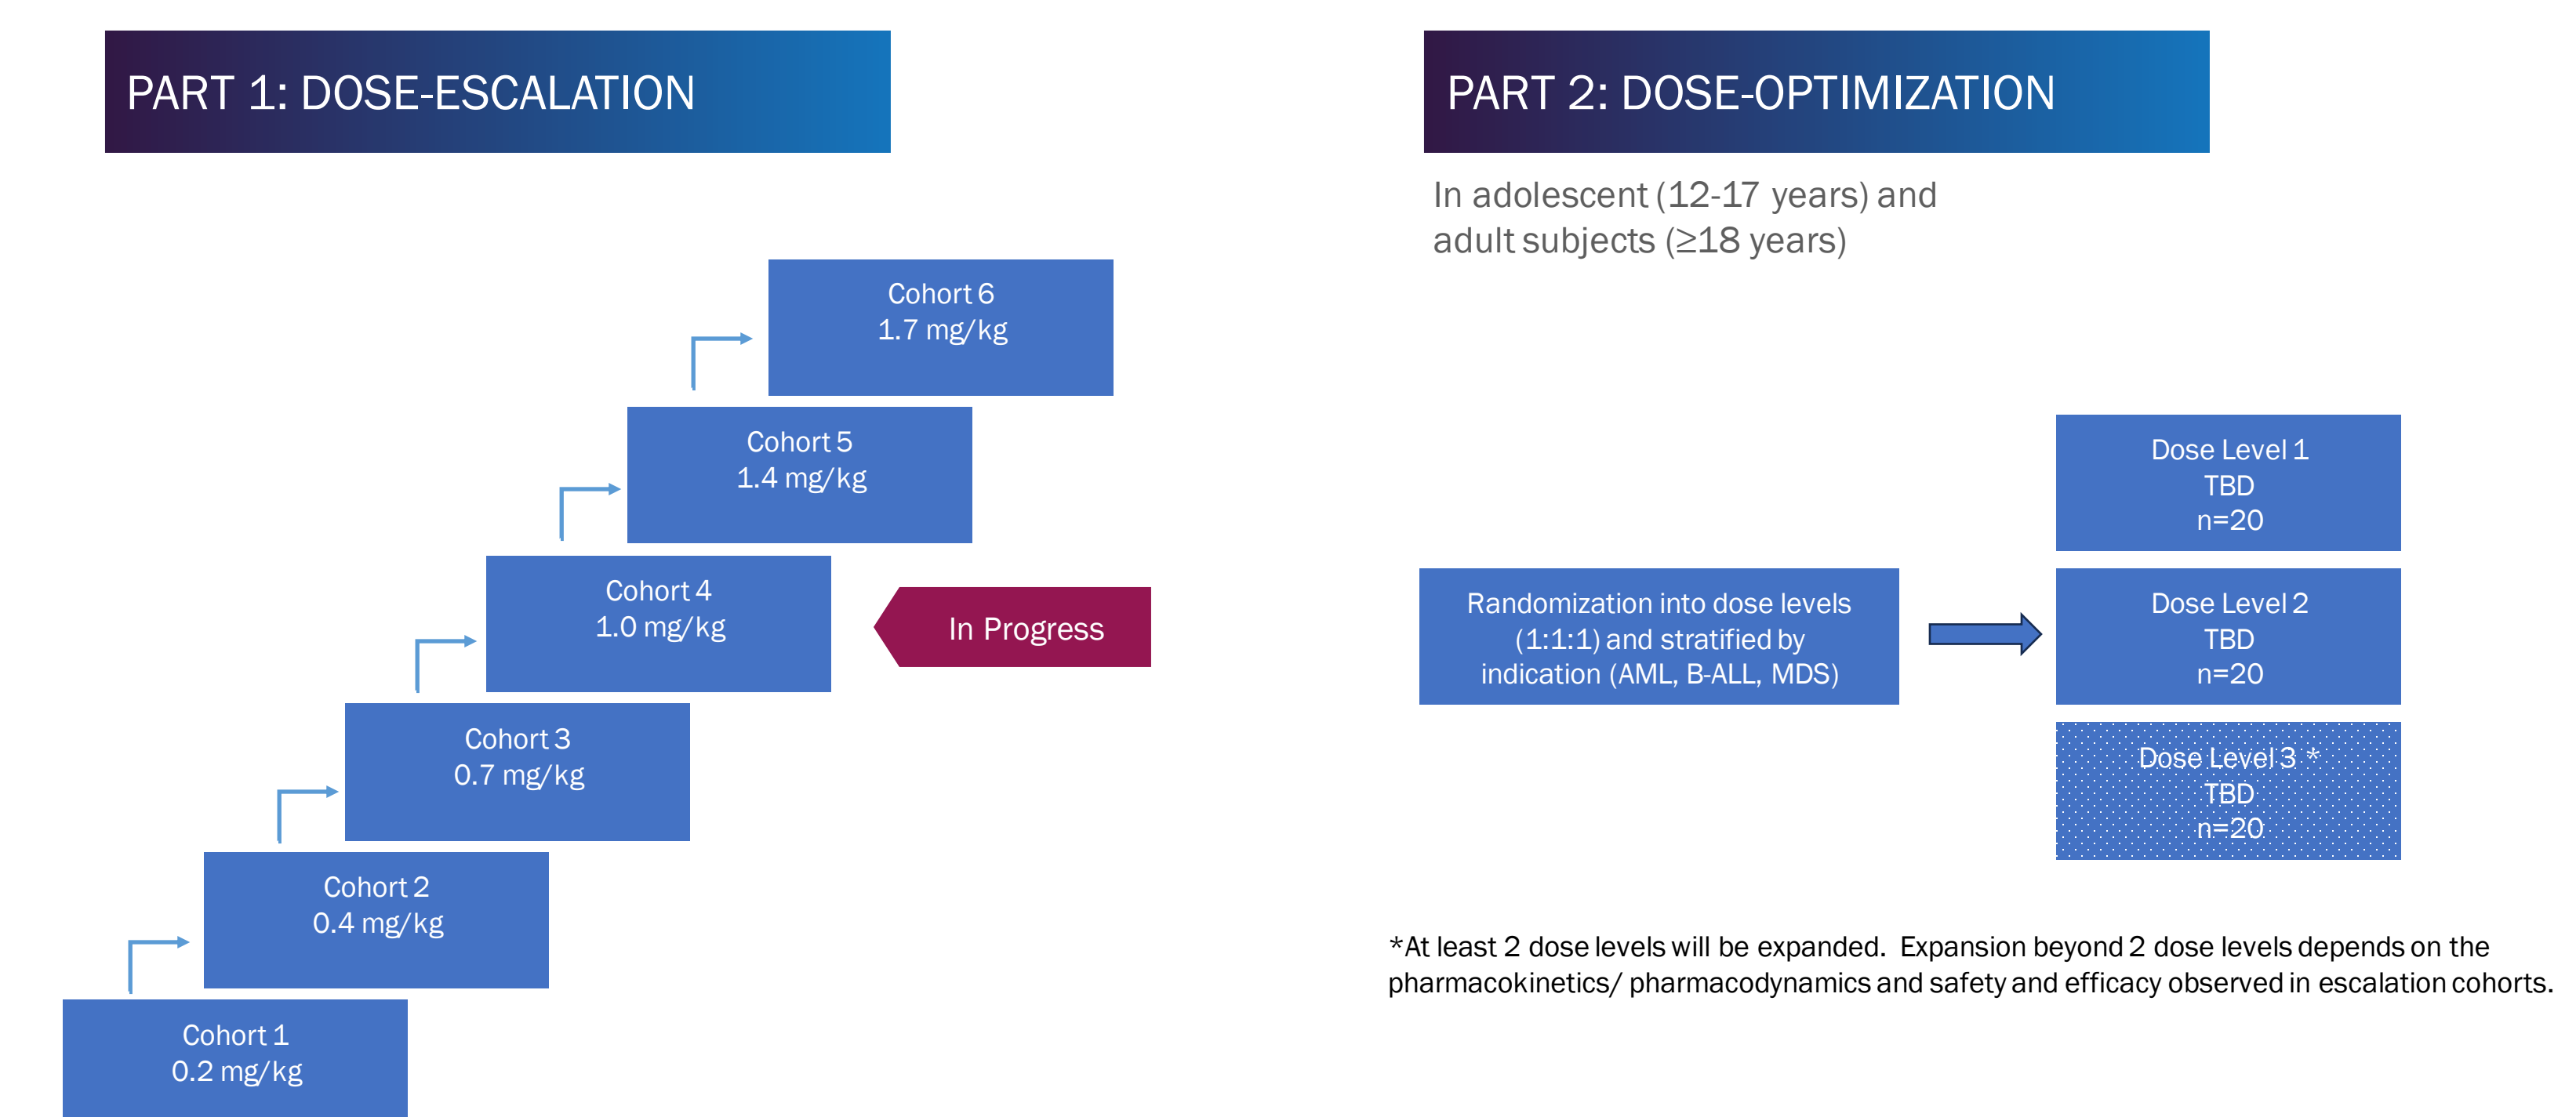 PART 1: DOSE-ESCALATION
Cohort 6
1.7 mg/kg
Cohort 5
1.4 mg/kg
Cohort 4
1.0 mg/kg
In Progress
Cohort 3
0.7 mg/kg
Cohort 2
0.4 mg/kg
Cohort 1
0.2 mg/kg
PART 2: DOSE-OPTIMIZATION
In adolescent (12-17 years) and
adult subjects (≥18 years)
Randomization into dose levels
(1:1:1) and stratified by
indication (AML, B-ALL, MDS)
Dose Level 1
TBD
n=20
Dose Level 2
TBD
n=20
Dose Level 3 *
TBD
n=20
*At least 2 dose levels will be expanded.  Expansion beyond 2 dose levels depends on the
pharmacokinetics/ pharmacodynamics and safety and efficacy observed in escalation cohorts.